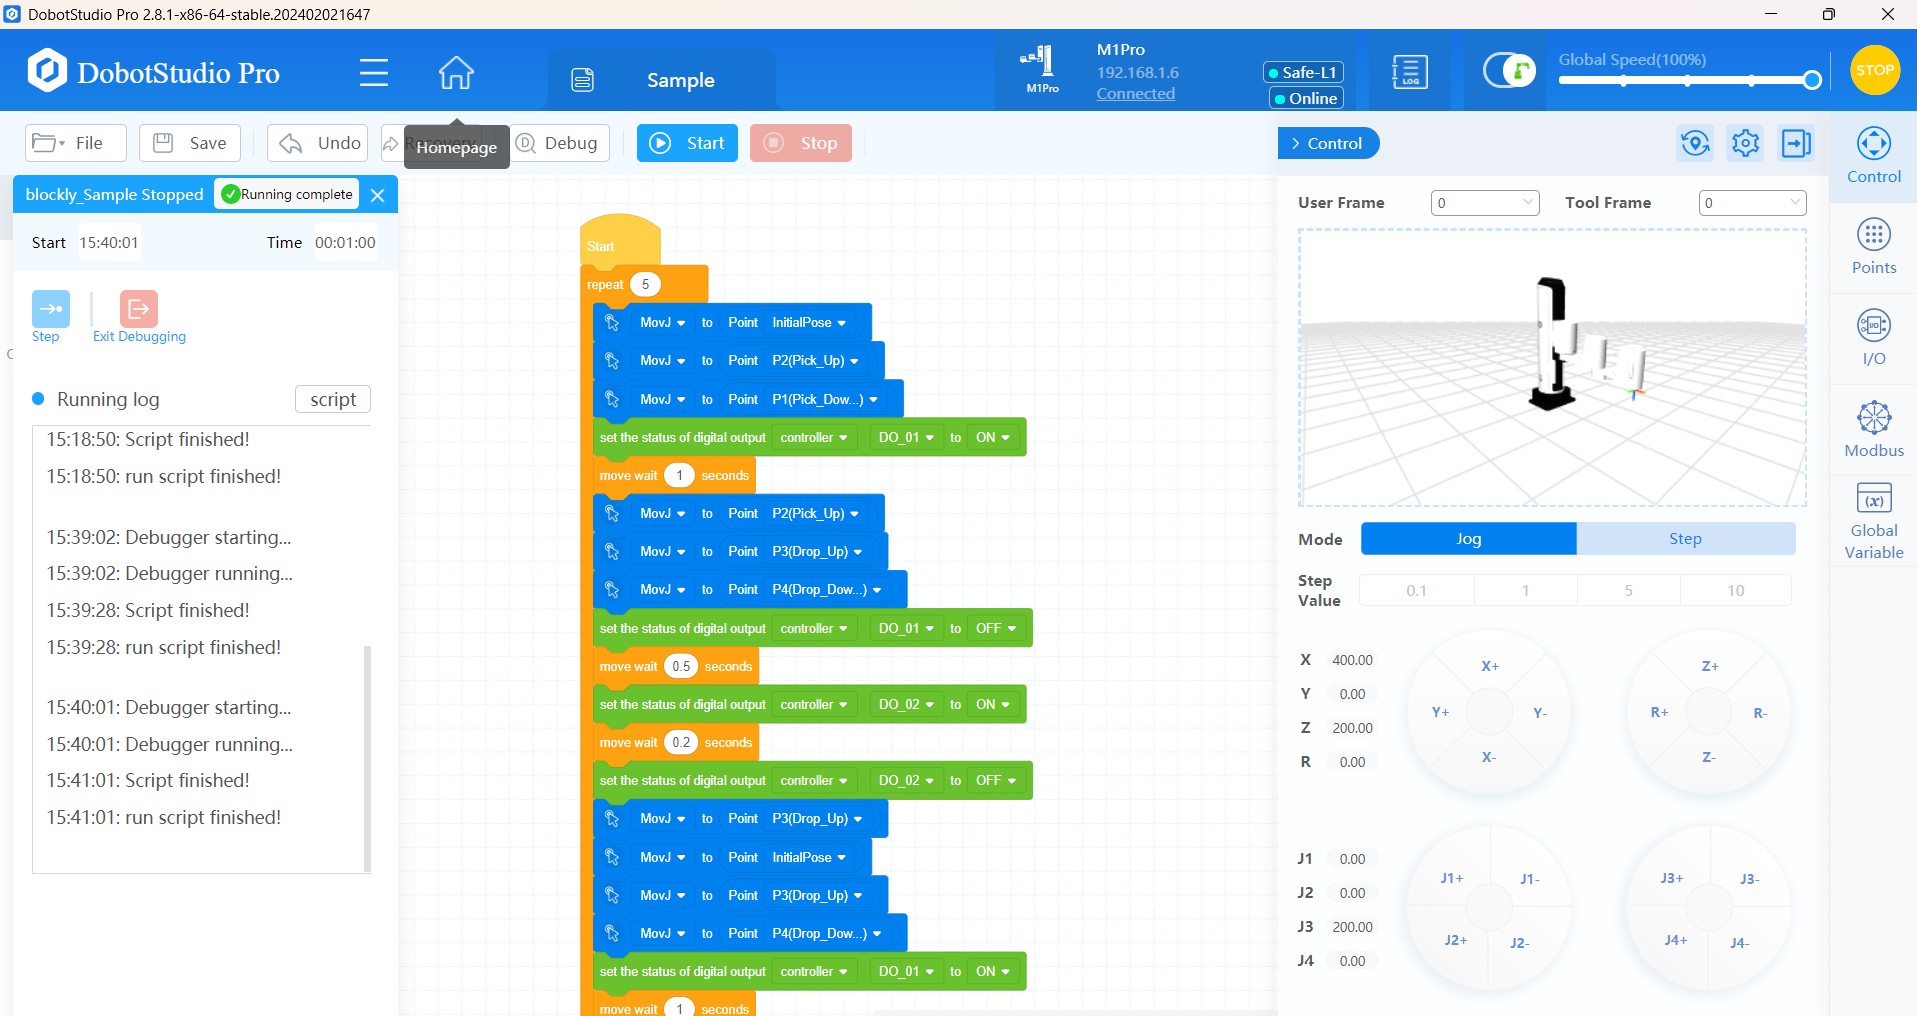 DobotStudio Pro 2.8.1-x86-64-stable.202402021647
DobotStudio Pro
Sample
M1Pro
M1Pro
192.168.1.6
Connected
Safe-L1
Online
LOG
Global Speed(100%)
STOP
File
Save
Undo
Homepage
Debug
Start
Stop
Control
blockly_Sample Stopped
Running complete
Start 15:40:01
Time 00:01:00
Step
Exit Debugging
Running log
script
15:18:50: Script finished!
15:18:50: run script finished!
15:39:02: Debugger starting...
15:39:02: Debugger running...
15:39:28: Script finished!
15:39:28: run script finished!
15:40:01: Debugger starting...
15:40:01: Debugger running...
15:41:01: Script finished!
15:41:01: run script finished!
Start
repeat 5
MovJ to Point InitialPose
MovJ to Point P2(Pick_Up)
MovJ to Point P1(Pick_Dow...)
set the status of digital output controller DO_01 to ON
move wait 1 seconds
MovJ to Point P2(Pick_Up)
MovJ to Point P3(Drop_Up)
MovJ to Point P4(Drop_Dow...)
set the status of digital output controller DO_01 to OFF
move wait 0.5 seconds
set the status of digital output controller DO_02 to ON
move wait 0.2 seconds
set the status of digital output controller DO_02 to OFF
MovJ to Point P3(Drop_Up)
MovJ to Point InitialPose
MovJ to Point P3(Drop_Up)
MovJ to Point P4(Drop_Dow...)
set the status of digital output controller DO_01 to ON
move wait 1 seconds
User Frame 0 Tool Frame 0
Mode Jog Step
Step
Value
0.1 1 5 10
X 400.00
Y 0.00
Z 200.00
R 0.00
X+
Y+ Y-
X-
Z+
R+ R-
Z-
J1 0.00
J2 0.00
J3 200.00
J4 0.00
J1+ J1-
J2+ J2-
J3+ J3-
J4+ J4-
Control
Points
I/O
I/O
Modbus
(x)
Global
Variable